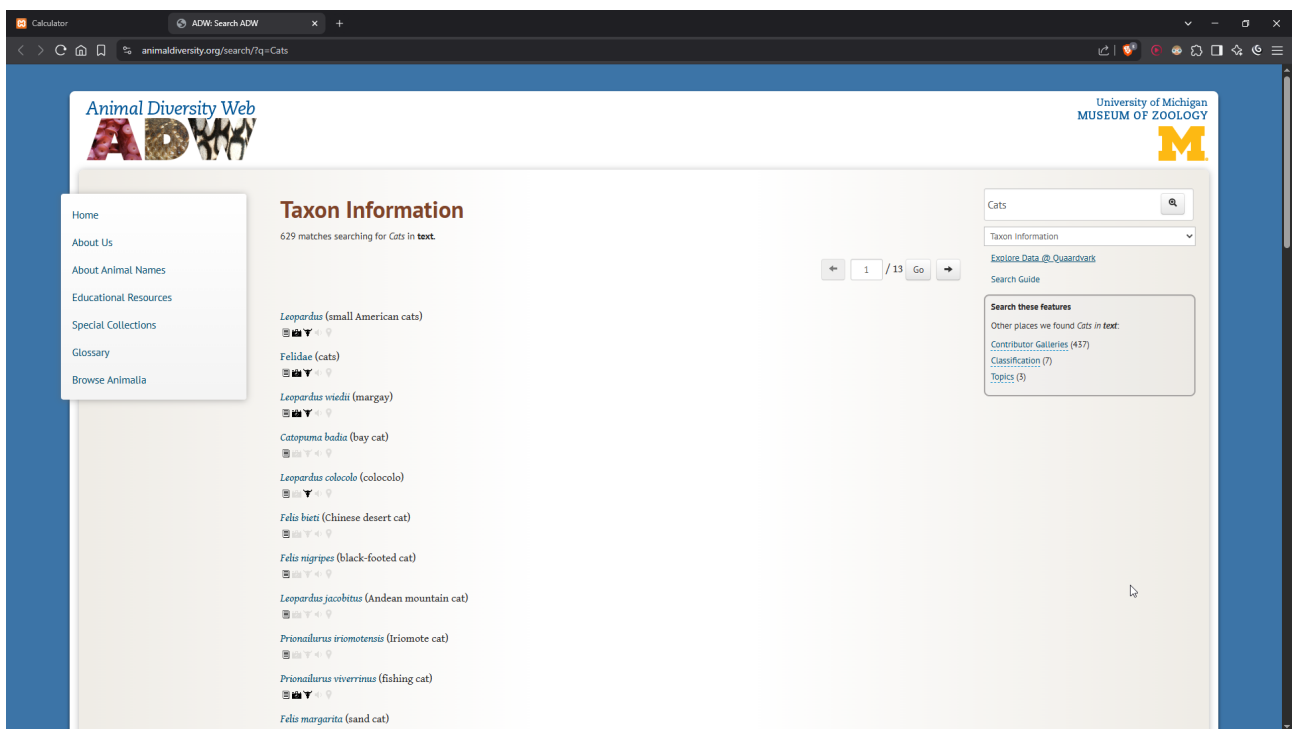 Calculator
ADW: Search ADW
animaldiversity.org/search/?q=Cats
Animal Diversity Web
ADW
University of Michigan
MUSEUM OF ZOOLOGY
M
Home
About Us
About Animal Names
Educational Resources
Special Collections
Glossary
Browse Animalia
Taxon Information
629 matches searching for Cats in text.
1 / 13 Go
Leopardus (small American cats)
Felidae (cats)
Leopardus wiedii (margay)
Catopuma badia (bay cat)
Leopardus colocolo (colocolo)
Felis bieti (Chinese desert cat)
Felis nigripes (black-footed cat)
Leopardus jacobitus (Andean mountain cat)
Prionailurus iriomotensis (Iriomote cat)
Prionailurus viverrinus (fishing cat)
Felis margarita (sand cat)
Cats
Taxon Information
Explore Data @ Quaardvark
Search Guide
Search these features
Other places we found Cats in text:
Contributor Galleries (437)
Classification (7)
Topics (3)